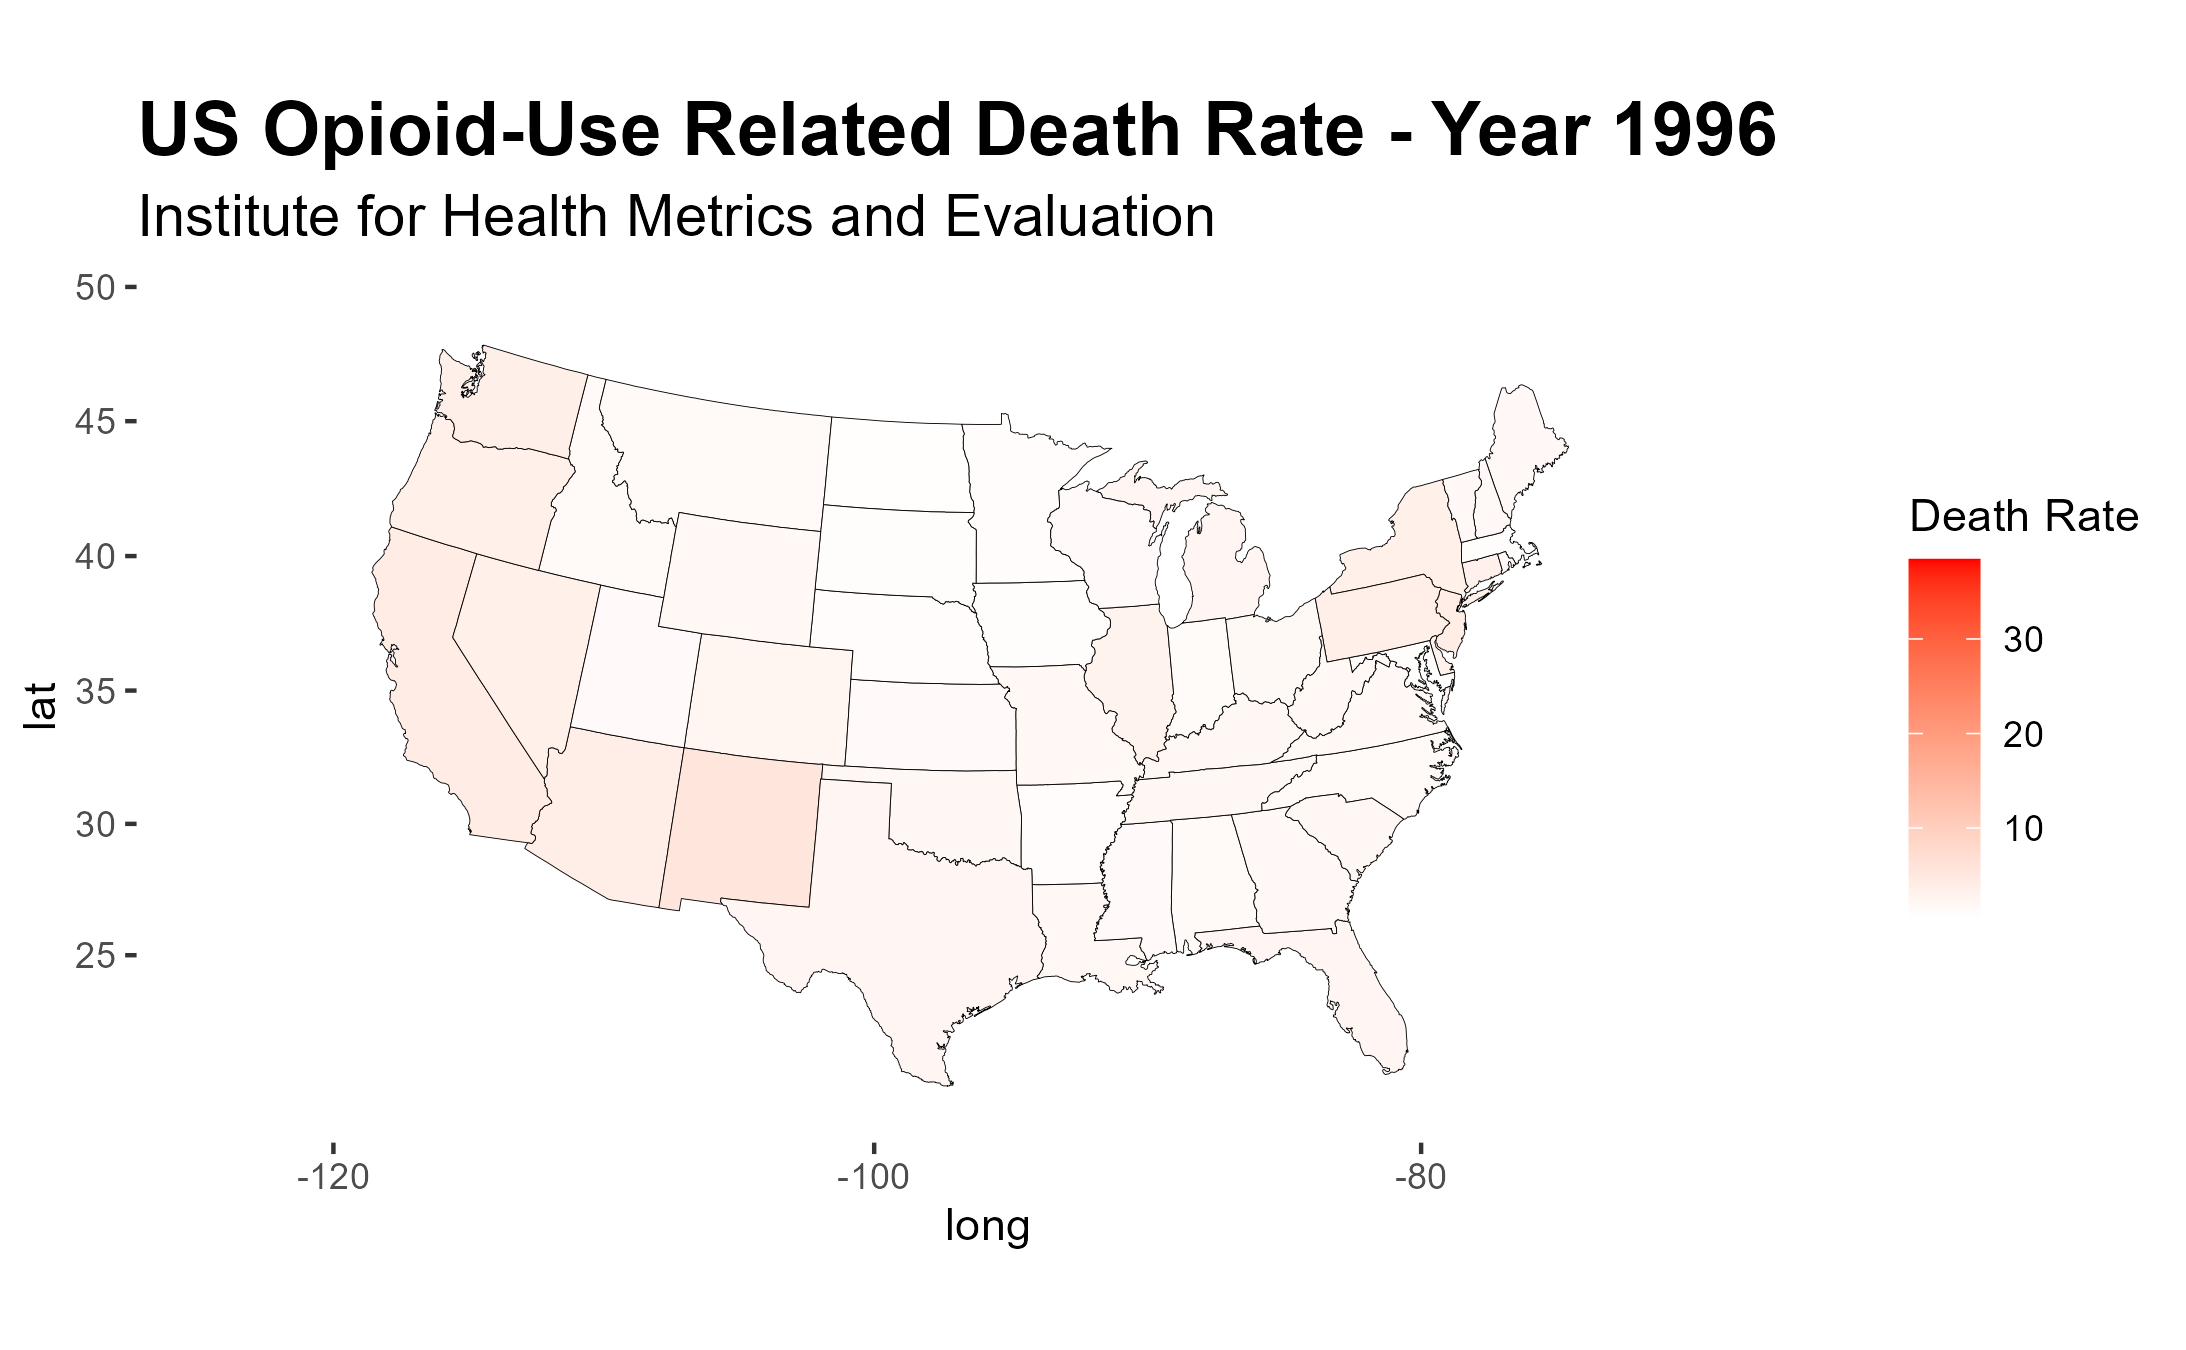 US Opioid-Use Related Death Rate - Year 1996
Institute for Health Metrics and Evaluation
50
45
40
35
30
25
lat
-120
-100
-80
long
Death Rate
30
20
10